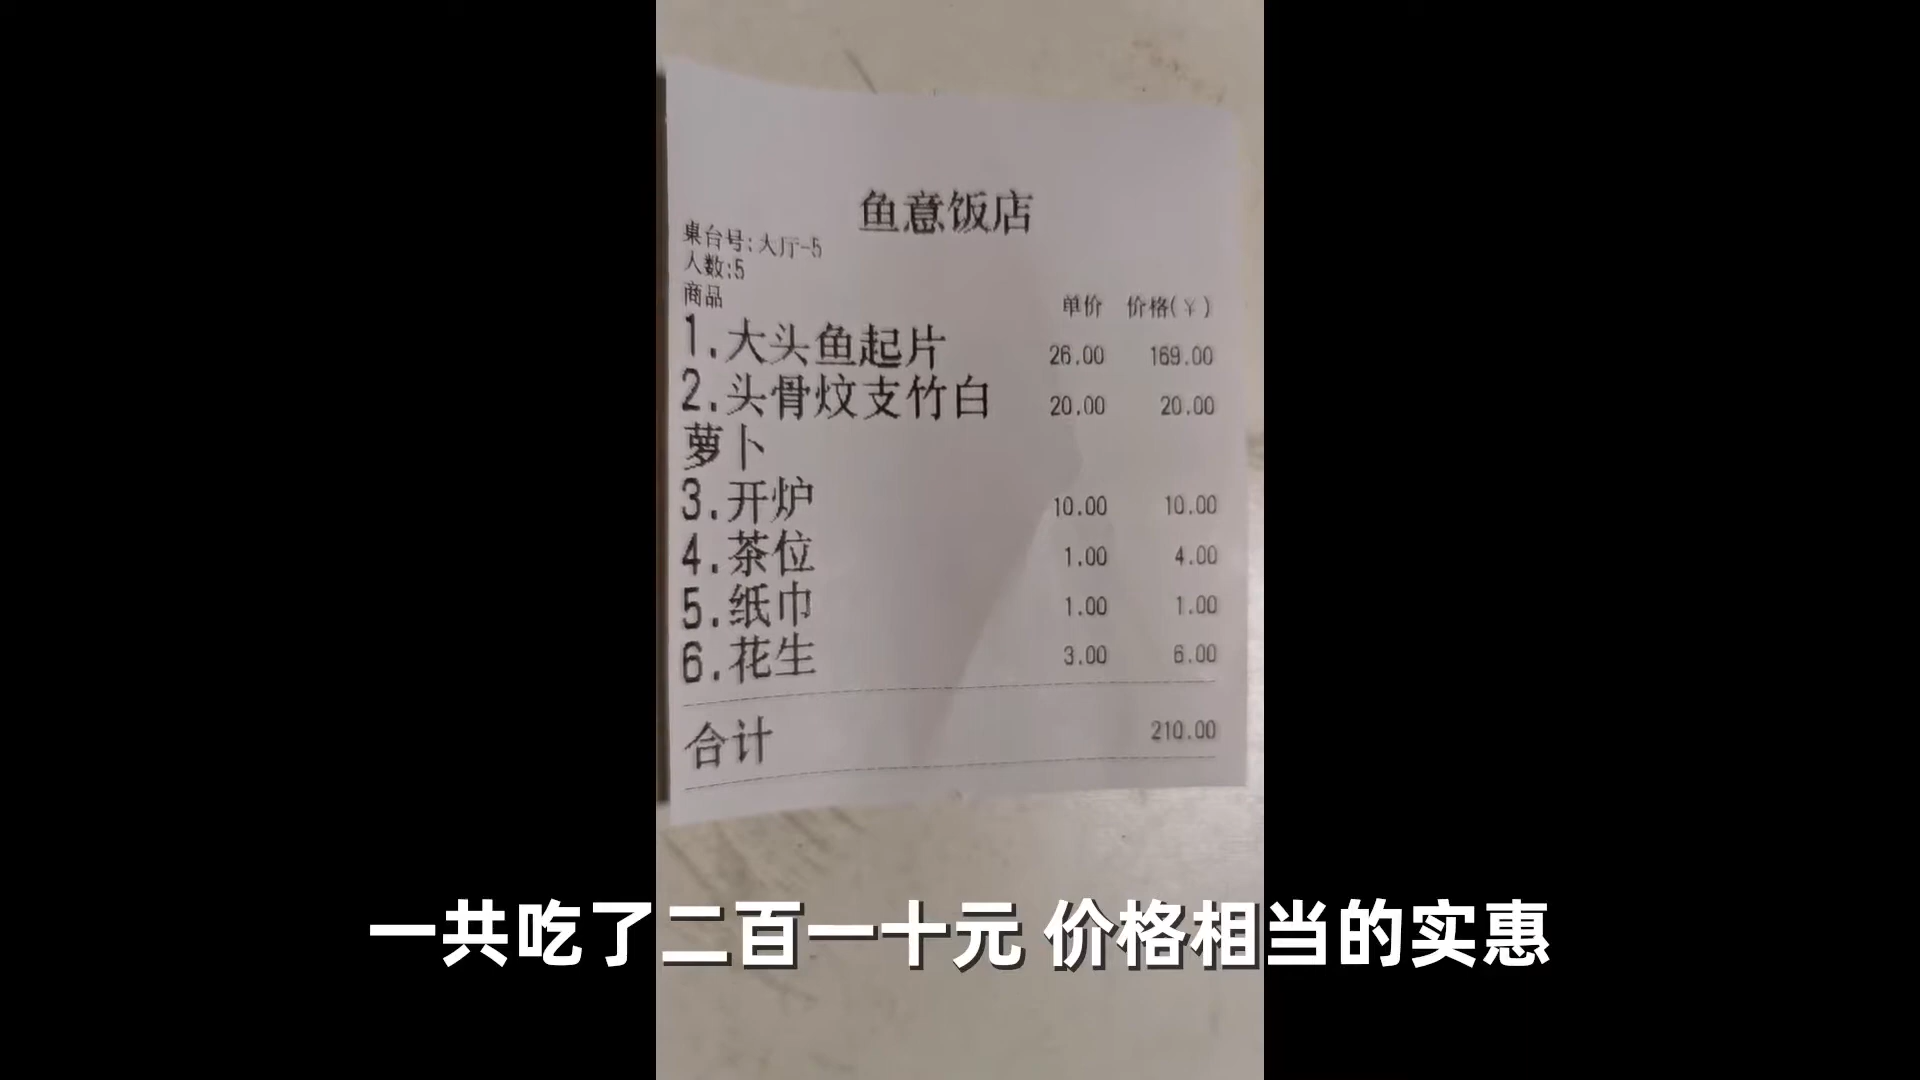 鱼意饭店
桌台号:大厅-5
人数:5
商品 单价 价格(¥)
1.大头鱼起片 26.00 169.00
2.头骨炆支竹白 20.00 20.00
萝卜
3.开炉 10.00 10.00
4.茶位 1.00 4.00
5.纸巾 1.00 1.00
6.花生 3.00 6.00
合计 210.00
一共吃了二百一十元 价格相当的实惠